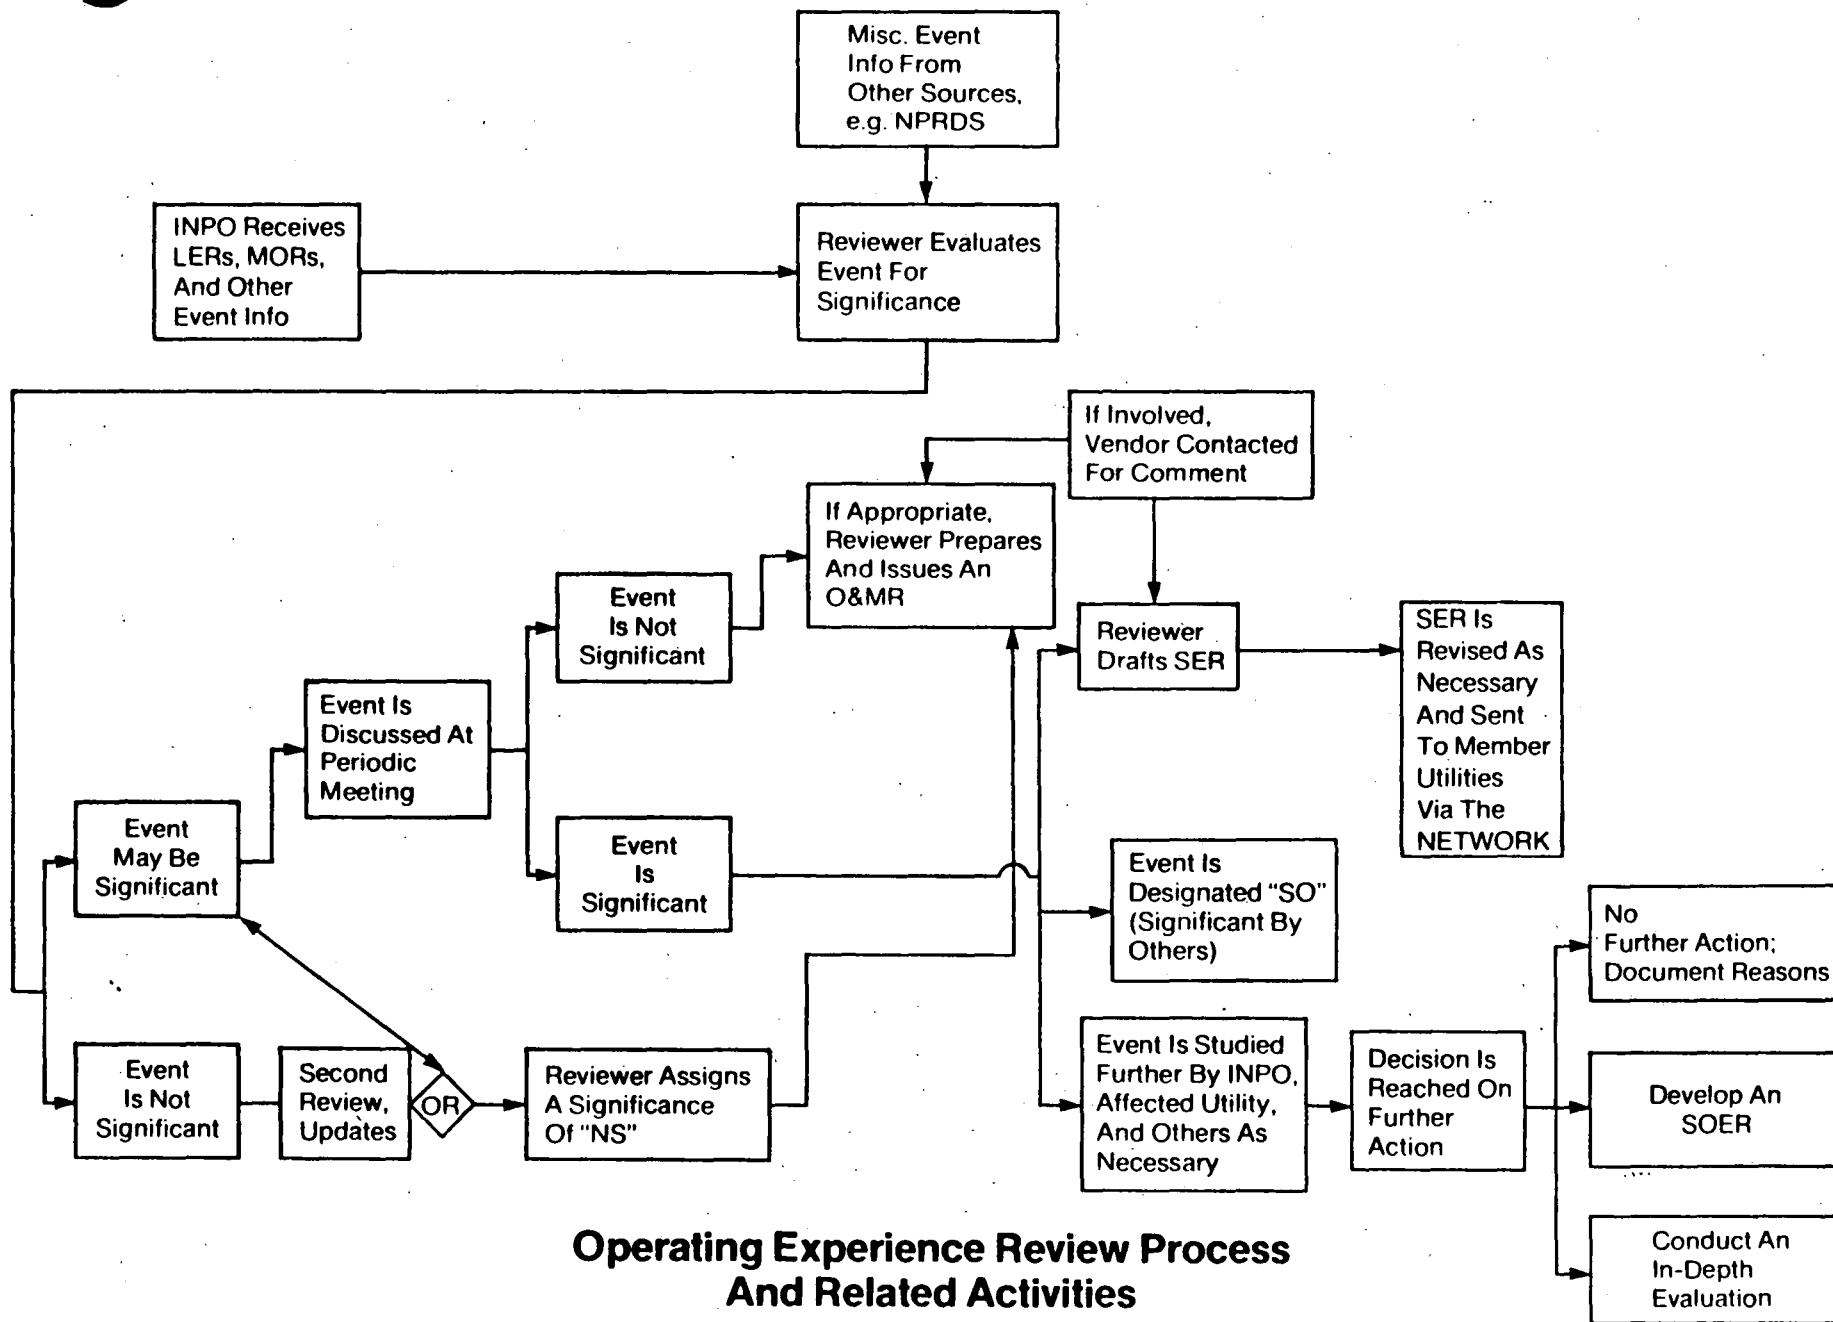 Misc. Event
Info From
Other Sources,
e.g. NPRDS
INPO Receives
LERs, MORs,
And Other
Event Info
Reviewer Evaluates
Event For
Significance
If Involved,
Vendor Contacted
For Comment
If Appropriate,
Reviewer Prepares
And Issues An
O&MR
Event
Is Not
Significant
Reviewer
Drafts SER
SER Is
Revised As
Necessary
And Sent
To Member
Utilities
Via The
NETWORK
Event Is
Discussed At
Periodic
Meeting
Event
May Be
Significant
Event
Is
Significant
Event Is
Designated "SO"
(Significant By
Others)
No
Further Action;
Document Reasons
Event
Is Not
Significant
Second
Review,
Updates
OR
Reviewer Assigns
A Significance
Of "NS"
Event Is Studied
Further By INPO,
Affected Utility,
And Others As
Necessary
Decision Is
Reached On
Further
Action
Develop An
SOER
Conduct An
In-Depth
Evaluation
Operating Experience Review Process
And Related Activities